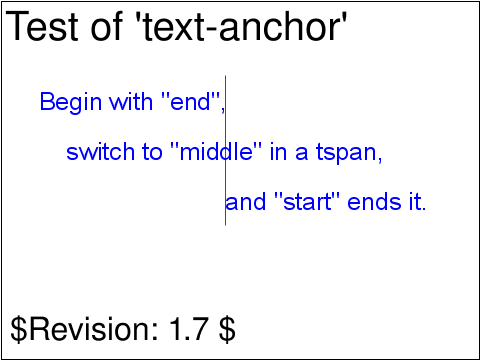 Test of 'text-anchor'
Begin with "end",
switch to "middle" in a tspan,
and "start" ends it.
$Revision: 1.7 $